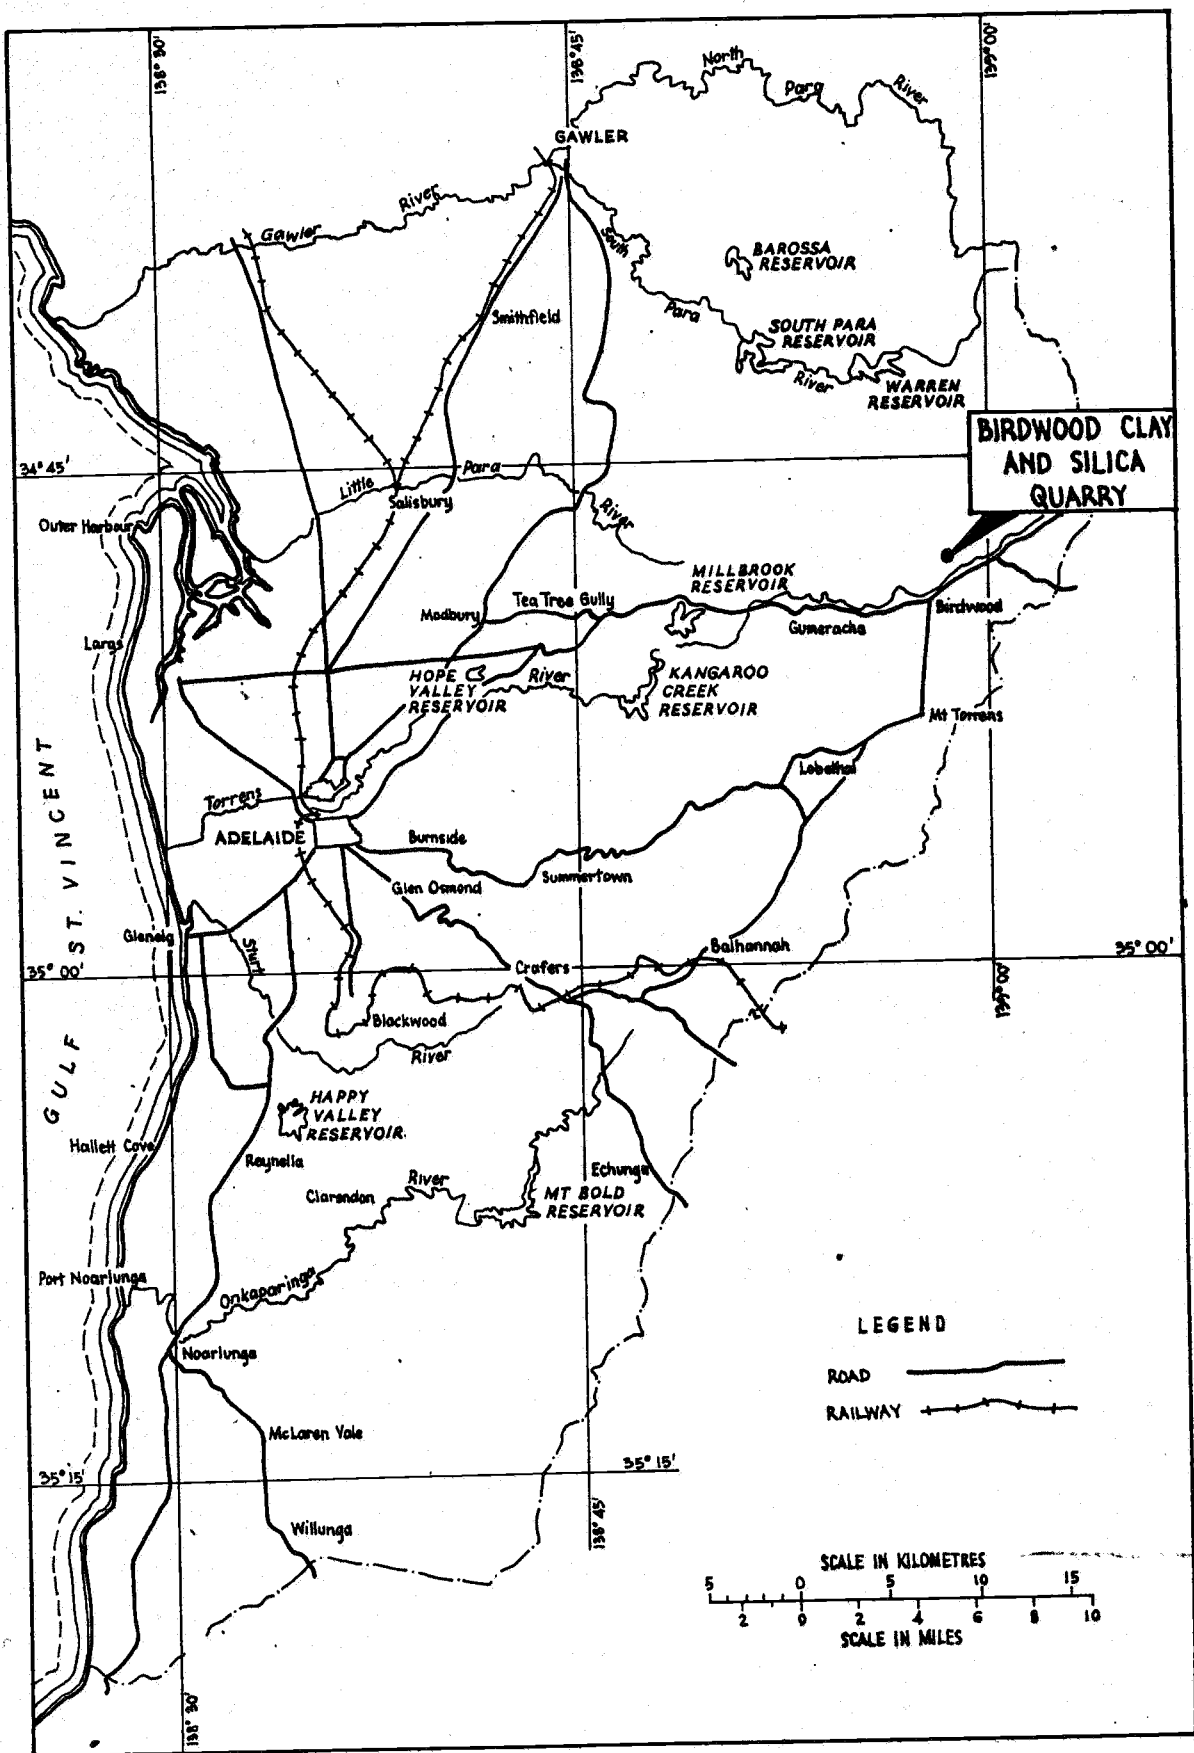 138° 30'
138° 45'
139° 00'
North
Para
River
GAWLER
River
Gawler
South
BAROSSA
RESERVOIR
Para
Smithfield
SOUTH PARA
RESERVOIR
River
WARREN
RESERVOIR
BIRDWOOD CLAY
AND SILICA
QUARRY
34° 45'
Little
Para
Salisbury
River
Outer Harbour
MILLBROOK
RESERVOIR
Tea Tree Gully
Modbury
Birdwood
Gumeracha
Largs
HOPE
VALLEY
RESERVOIR
River
KANGAROO
CREEK
RESERVOIR
Mt Torrens
Lobethal
Torrens
ADELAIDE
Burnside
Summertown
Glen Osmond
GULF ST. VINCENT
Glenelg
Sturt
Balhannah
35° 00'
35° 00'
Crafers
139° 00'
Blackwood
River
HAPPY
VALLEY
RESERVOIR.
Hallett Cove
Reynella
Clarendon
River
Echunga
MT BOLD
RESERVOIR
Port Noarlunga
Onkaparinga
Noarlunga
LEGEND
ROAD
RAILWAY
McLaren Vale
35° 15'
35° 15'
Willunga
138° 45'
SCALE IN KILOMETRES
5 0 5 10 15
2 0 2 4 6 8 10
SCALE IN MILES
138° 30'